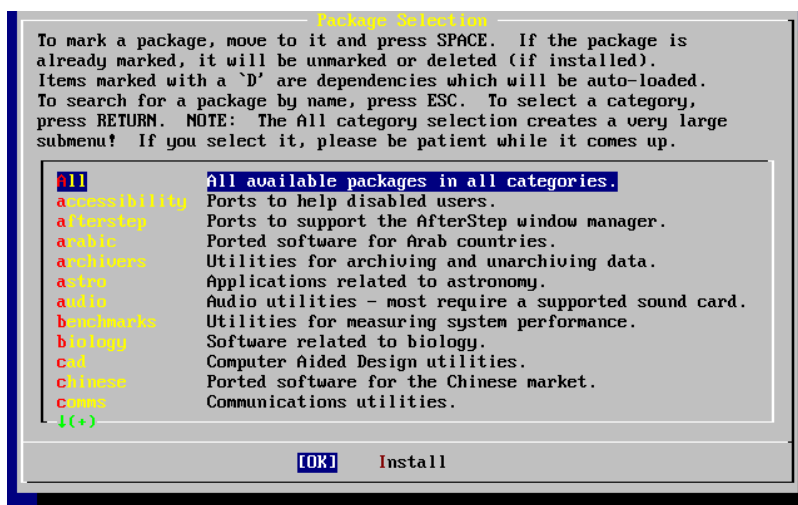 Package Selection
To mark a package, move to it and press SPACE.  If the package is
already marked, it will be unmarked or deleted (if installed).
Items marked with a `D' are dependencies which will be auto-loaded.
To search for a package by name, press ESC.  To select a category,
press RETURN.  NOTE:  The All category selection creates a very large
submenu!  If you select it, please be patient while it comes up.
All All available packages in all categories.
accessibility Ports to help disabled users.
afterstep Ports to support the AfterStep window manager.
arabic Ported software for Arab countries.
archivers Utilities for archiving and unarchiving data.
astro Applications related to astronomy.
audio Audio utilities - most require a supported sound card.
benchmarks Utilities for measuring system performance.
biology Software related to biology.
cad Computer Aided Design utilities.
chinese Ported software for the Chinese market.
comms Communications utilities.
↓(+)
[OK] Install